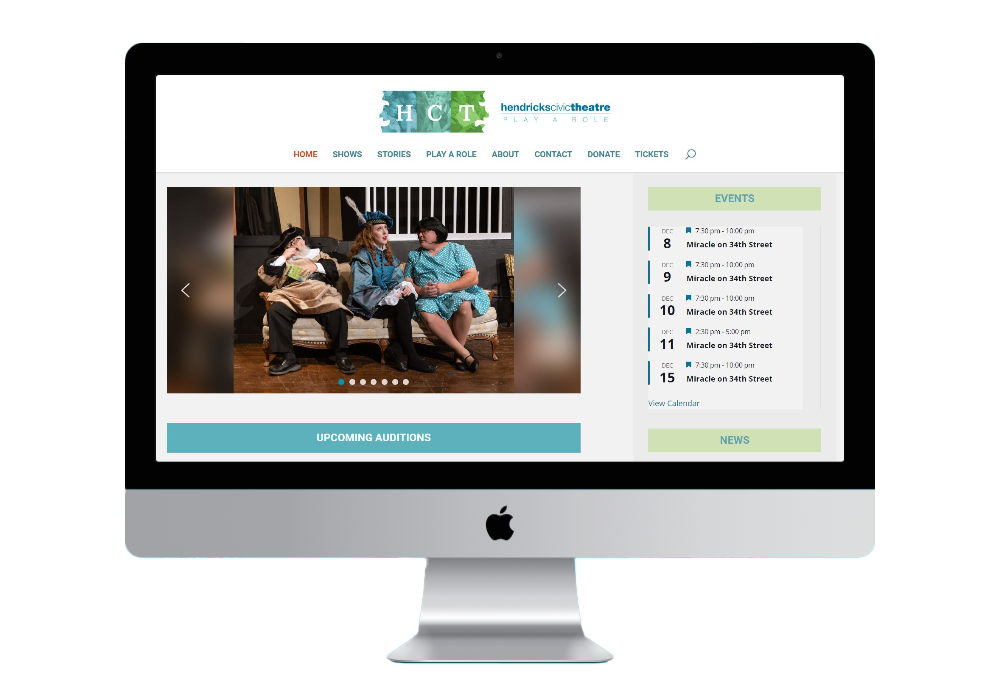 H C T
hendrickscivictheatre
PLAY A ROLE
HOME SHOWS STORIES PLAY A ROLE ABOUT CONTACT DONATE TICKETS
EVENTS
DEC
8
7:30 pm - 10:00 pm
Miracle on 34th Street
DEC
9
7:30 pm - 10:00 pm
Miracle on 34th Street
DEC
10
7:30 pm - 10:00 pm
Miracle on 34th Street
DEC
11
2:30 pm - 5:00 pm
Miracle on 34th Street
DEC
15
7:30 pm - 10:00 pm
Miracle on 34th Street
View Calendar
UPCOMING AUDITIONS
NEWS